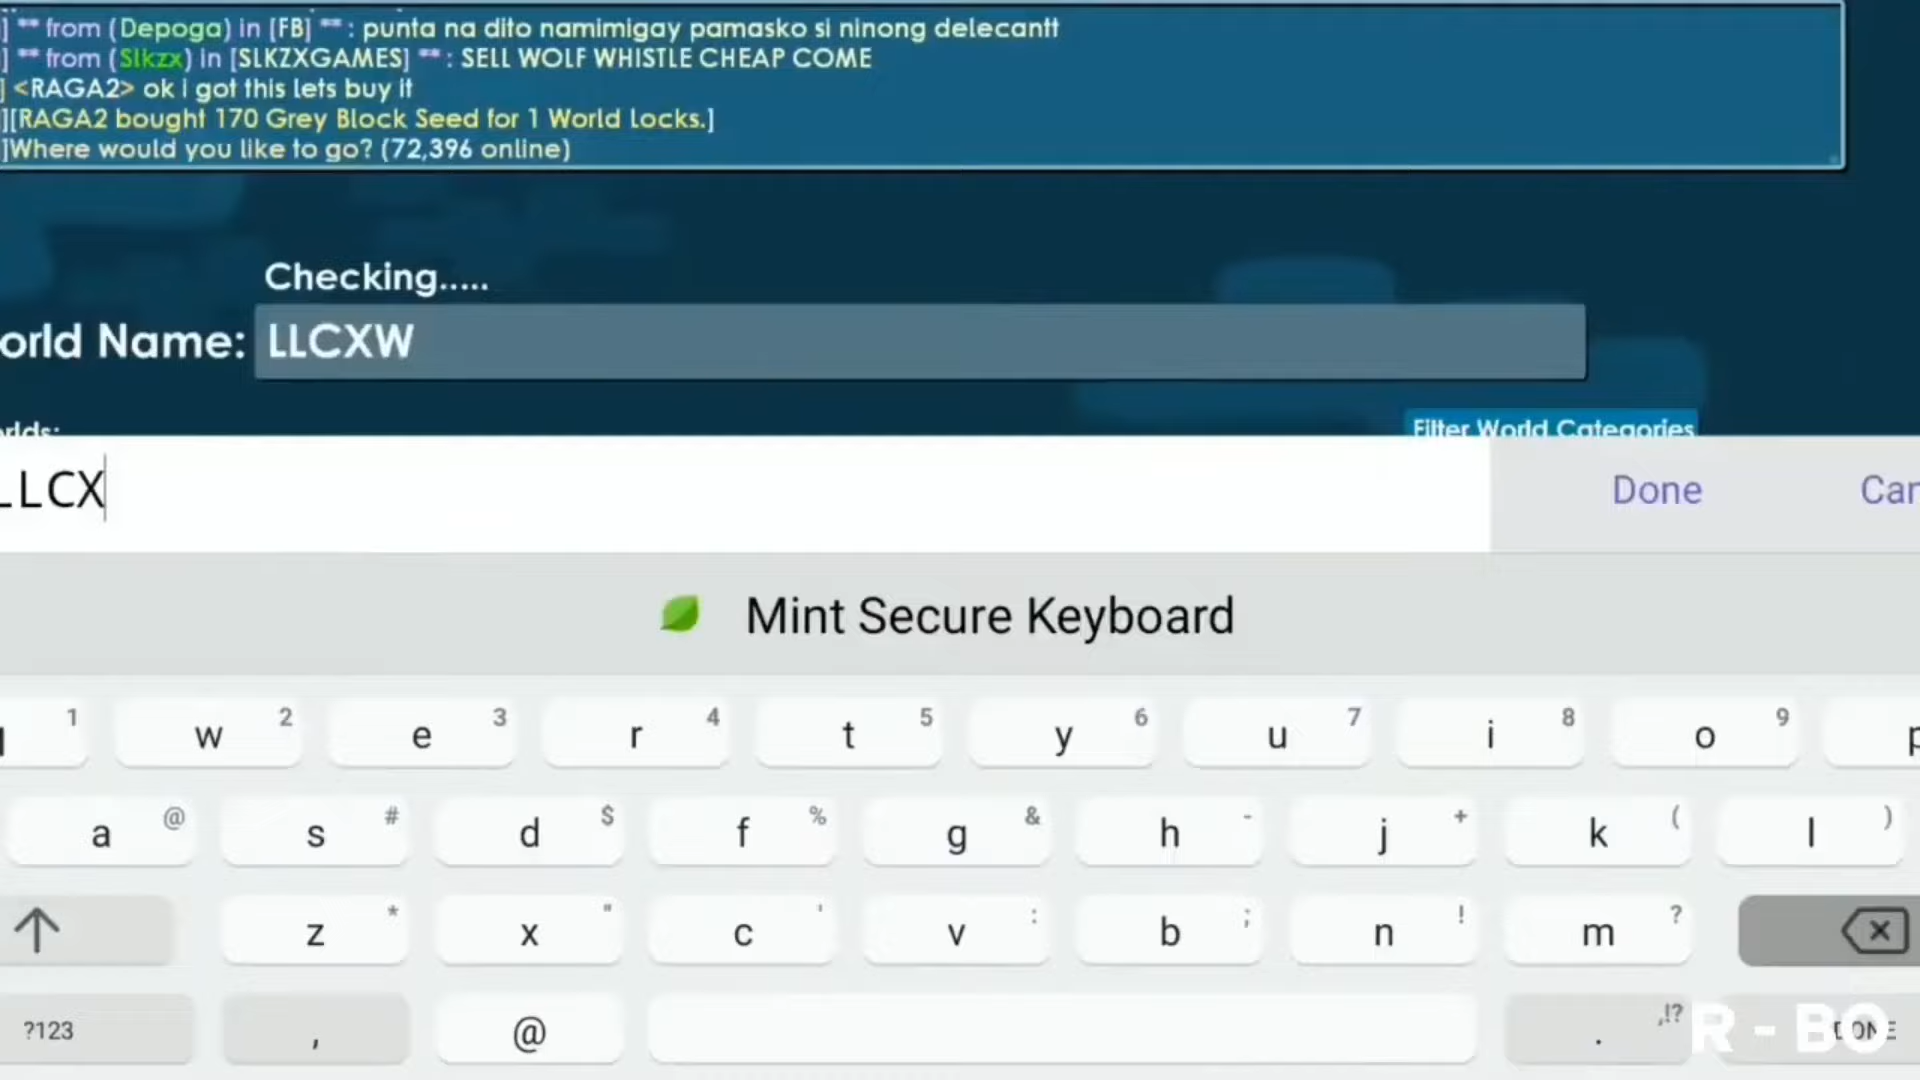 ] ** from (Depoga) in [FB] ** : punta na dito namimigay pamasko si ninong delecantt
] ** from (Slkzx) in [SLKZXGAMES] ** : SELL WOLF WHISTLE CHEAP COME
] <RAGA2> ok i got this lets buy it
][RAGA2 bought 170 Grey Block Seed for 1 World Locks.]
]Where would you like to go? (72,396 online)
Checking.....
orld Name: LLCXW
orlds:
Filter World Categories
LLCX
Done
Can
Mint Secure Keyboard
q 1 w 2 e 3 r 4 t 5 y 6 u 7 i 8 o 9 p
a @ s # d $ f % g & h - j + k ( l )
z * x " c ' v : b ; n ! m ?
?123 , @ . ,!? DONE
R - BO